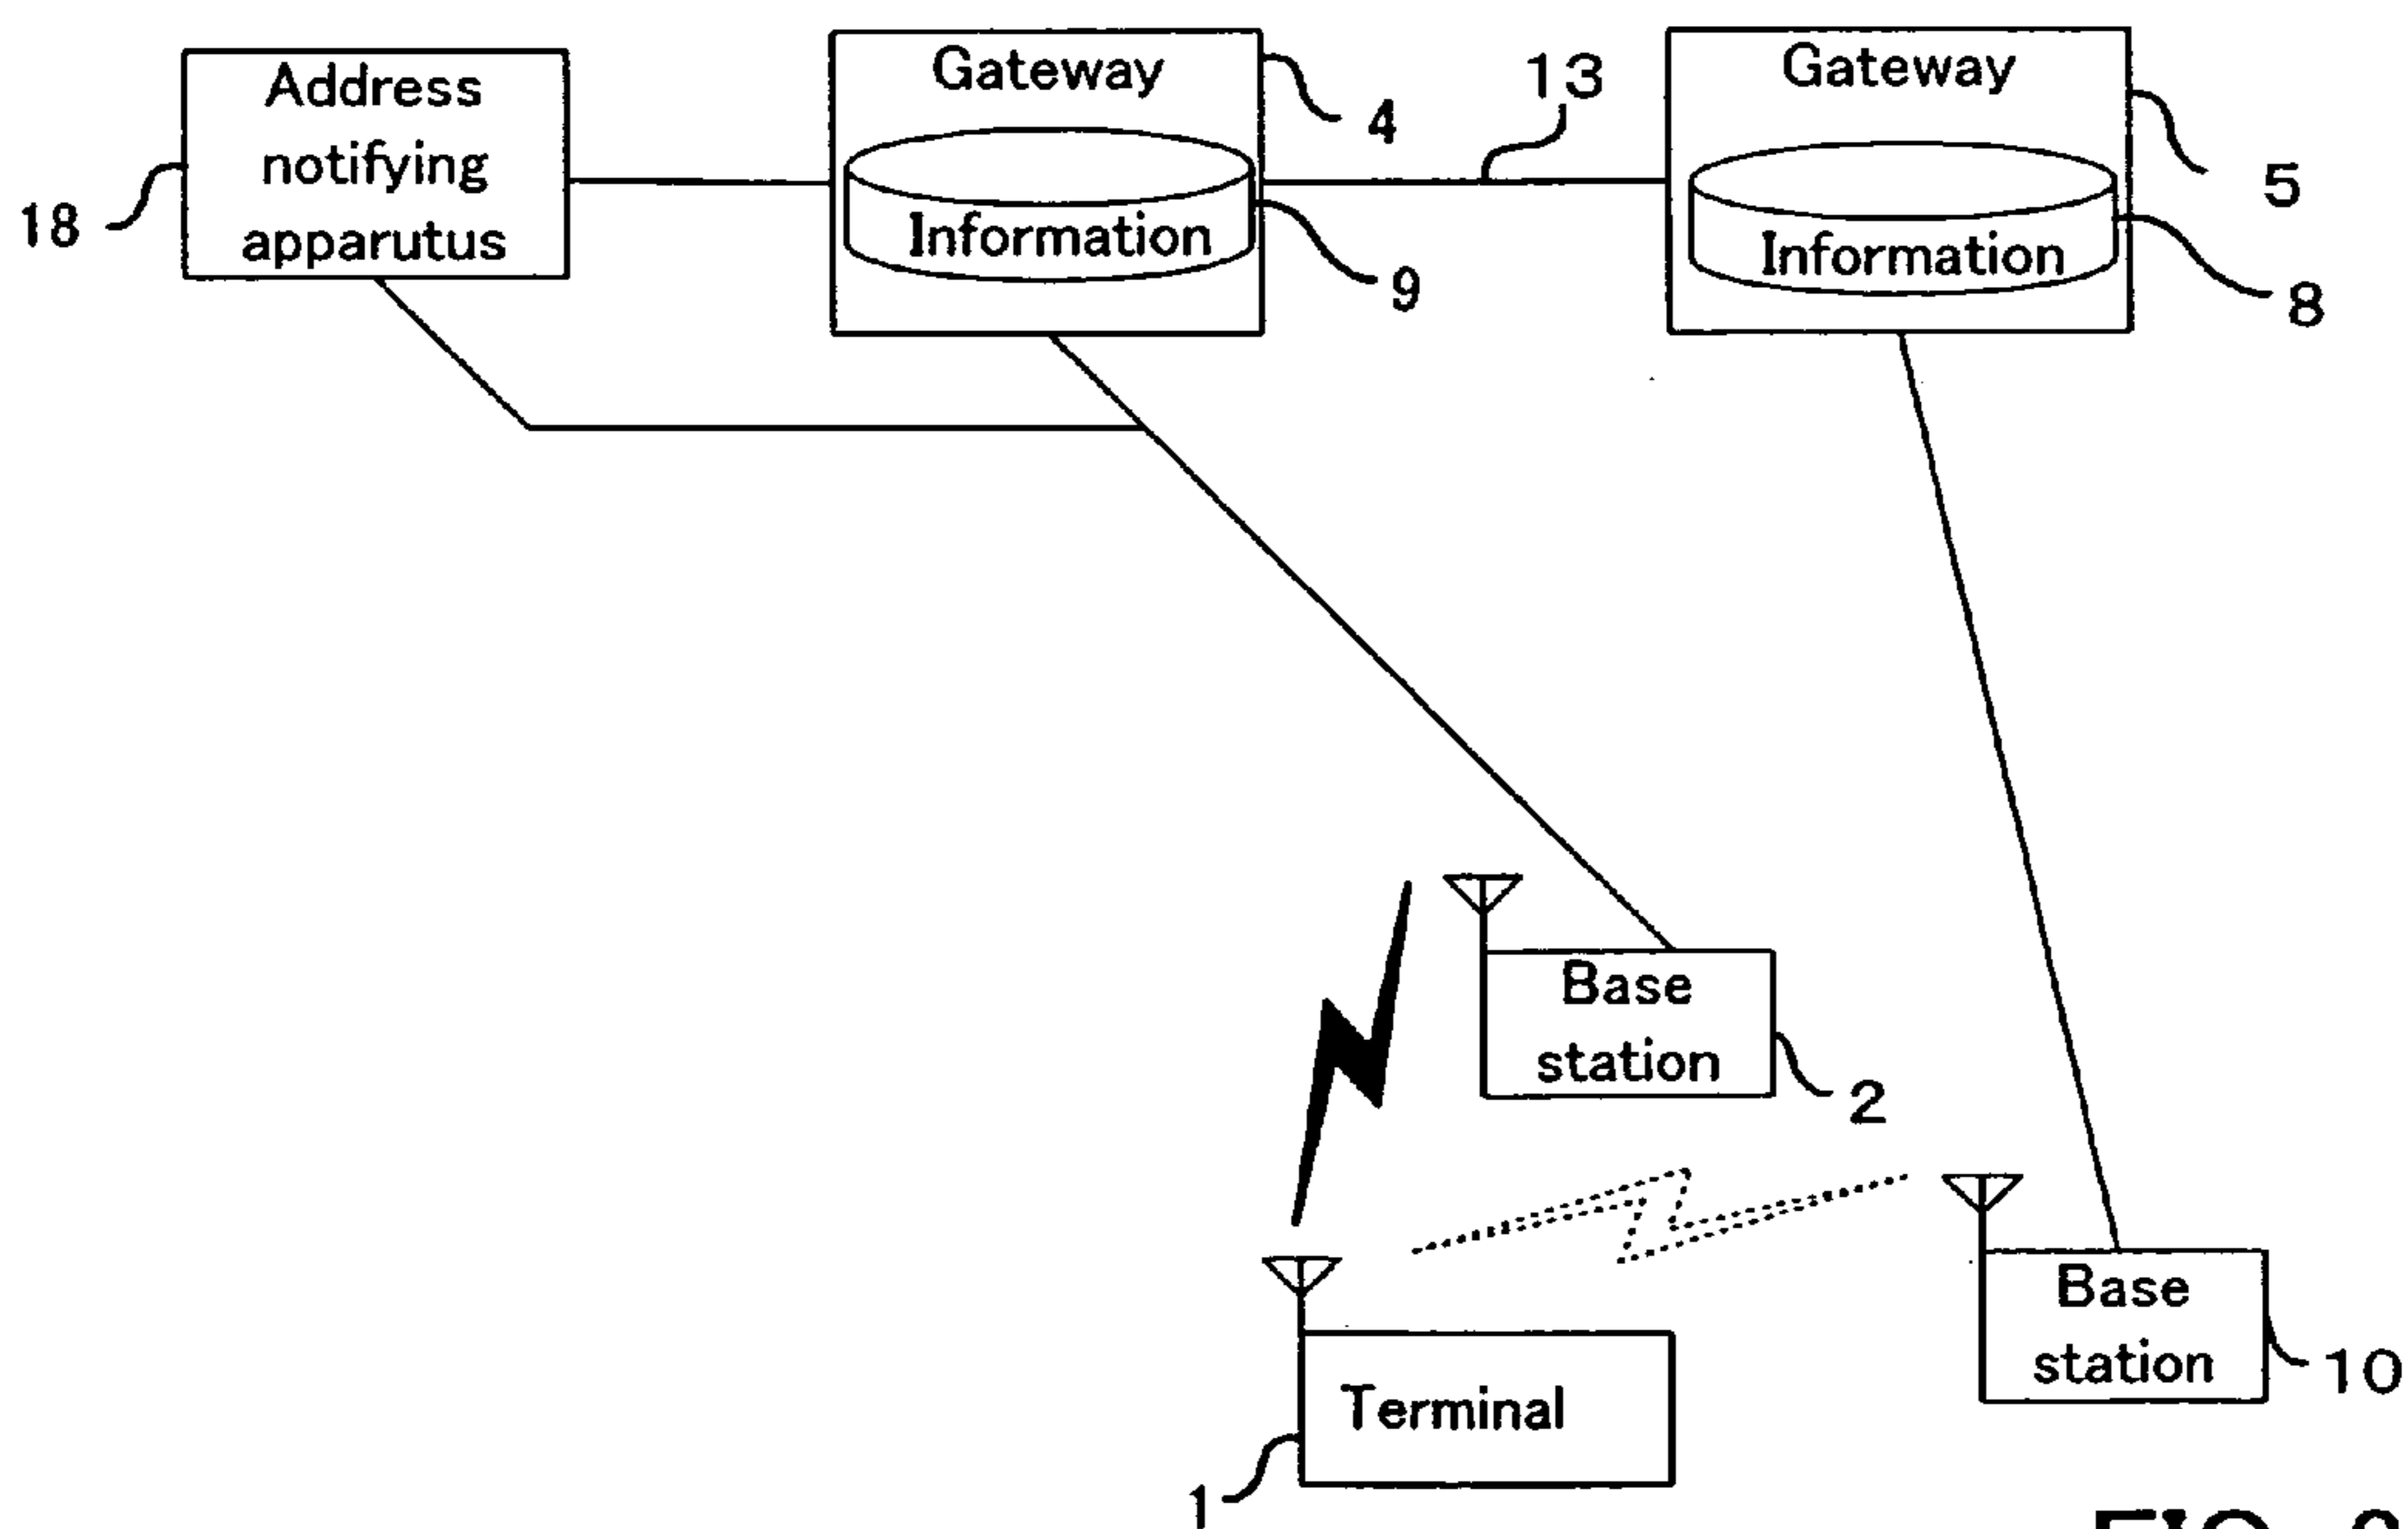 Address
notifying
apparutus
18
Gateway
Information
4
9
13
Gateway
Information
5
8
Base
station
2
Base
station
10
Terminal
1